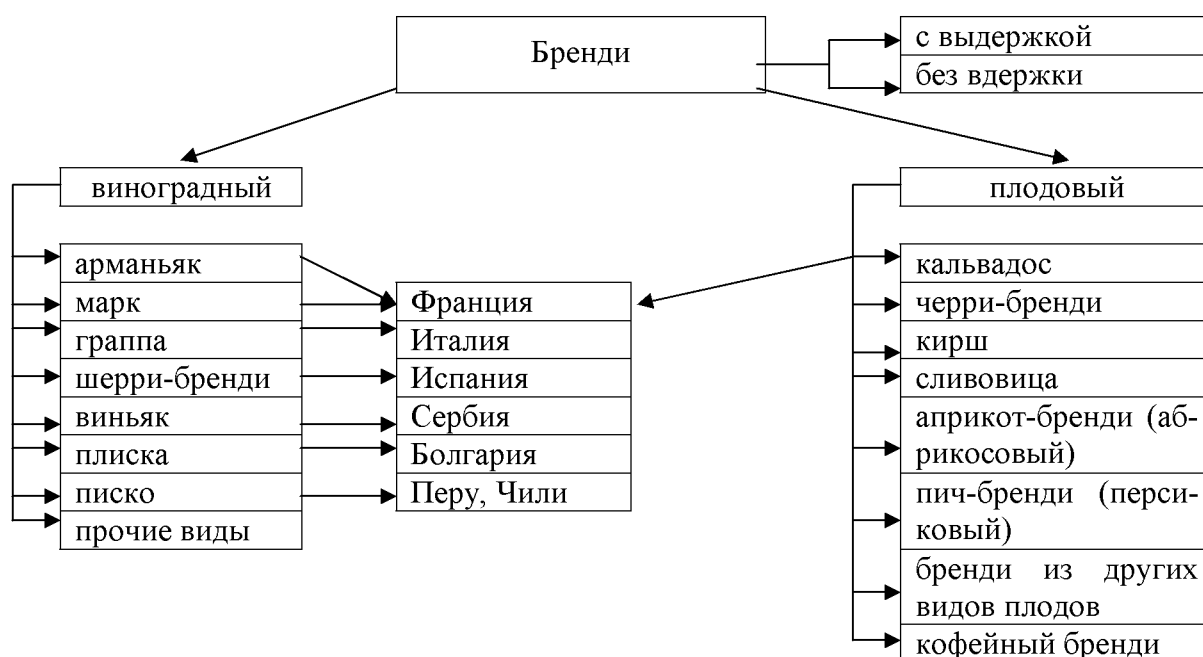 Бренди
с выдержкой
без вдержки
виноградный
арманьяк
марк
граппа
шерри-бренди
виньяк
плиска
писко
прочие виды
Франция
Италия
Испания
Сербия
Болгария
Перу, Чили
плодовый
кальвадос
черри-бренди
кирш
сливовица
априкот-бренди (аб-
рикосовый)
пич-бренди (перси-
ковый)
бренди из других
видов плодов
кофейный бренди